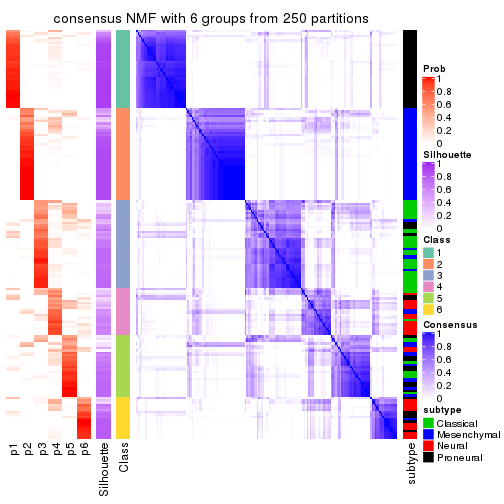 consensus NMF with 6 groups from 250 partitions
Prob
1
0.8
0.6
0.4
0.2
0
Silhouette
1
0.8
0.6
0.4
0.2
0
Class
1
2
3
4
5
6
Consensus
1
0.8
0.6
0.4
0.2
0
subtype
Classical
Mesenchymal
Neural
Proneural
p1
p2
p3
p4
p5
p6
Silhouette
Class
subtype